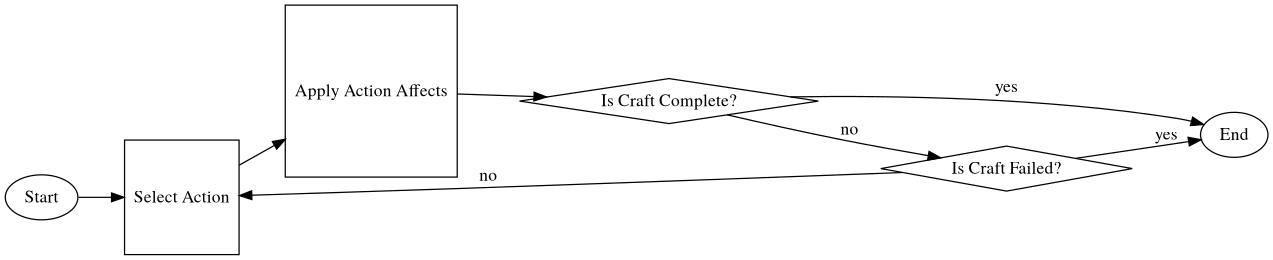 Start
Select Action
Apply Action Affects
Is Craft Complete?
yes
no
Is Craft Failed?
yes
no
End